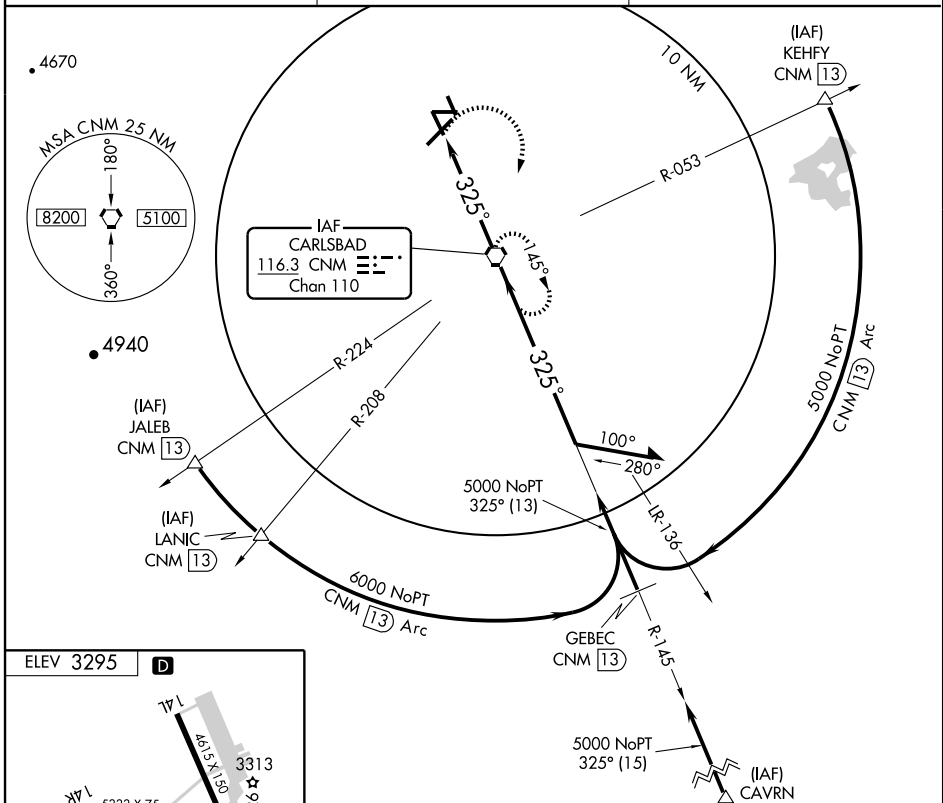 4670
MSA CNM 25 NM
180°
8200
5100
360°
4940
10 NM
(IAF)
KEHFY
CNM 13
R-053
325°
IAF
CARLSBAD
116.3 CNM
Chan 110
145°
325°
R-224
R-208
5000 NoPT
CNM 13 Arc
(IAF)
JALEB
CNM 13
100°
280°
5000 NoPT
325° (13)
LR-136
(IAF)
LANIC
CNM 13
6000 NoPT
CNM 13 Arc
GEBEC
CNM 13
R-145
5000 NoPT
325° (15)
(IAF)
CAVRN
ELEV 3295
D
14L
4615 X 150
3313
14R